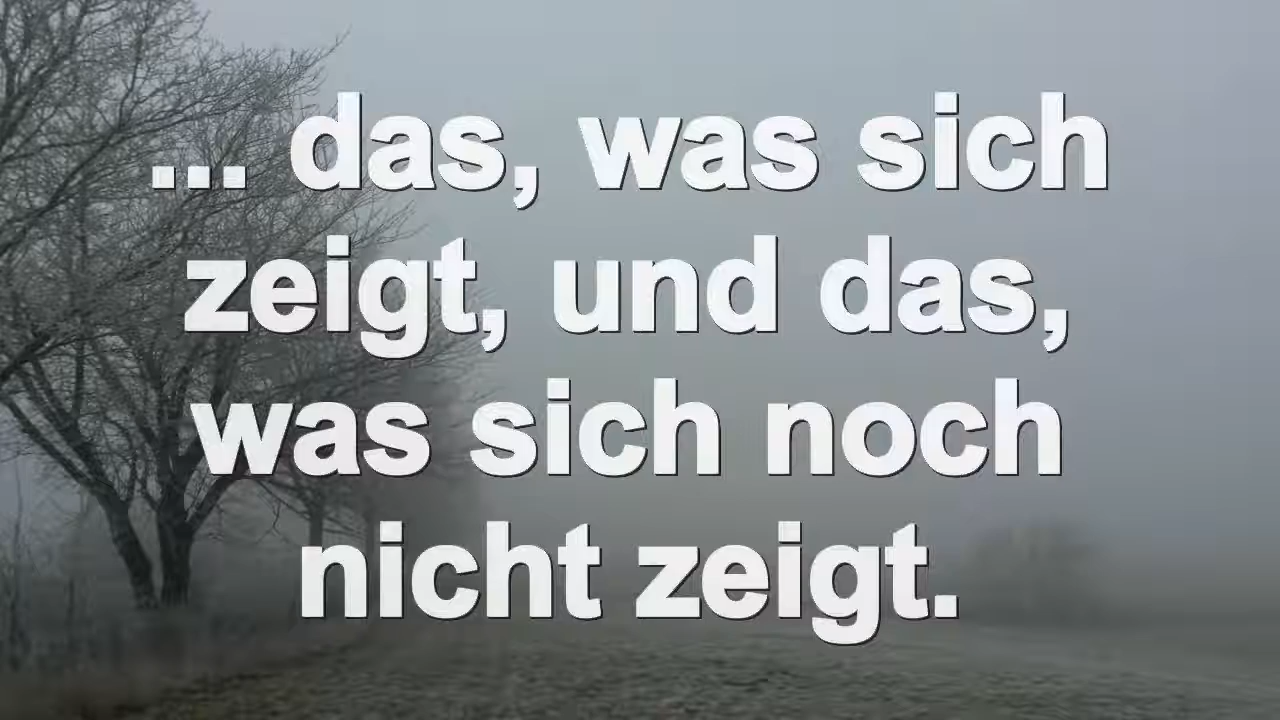 ... das, was sich
zeigt, und das,
was sich noch
nicht zeigt.